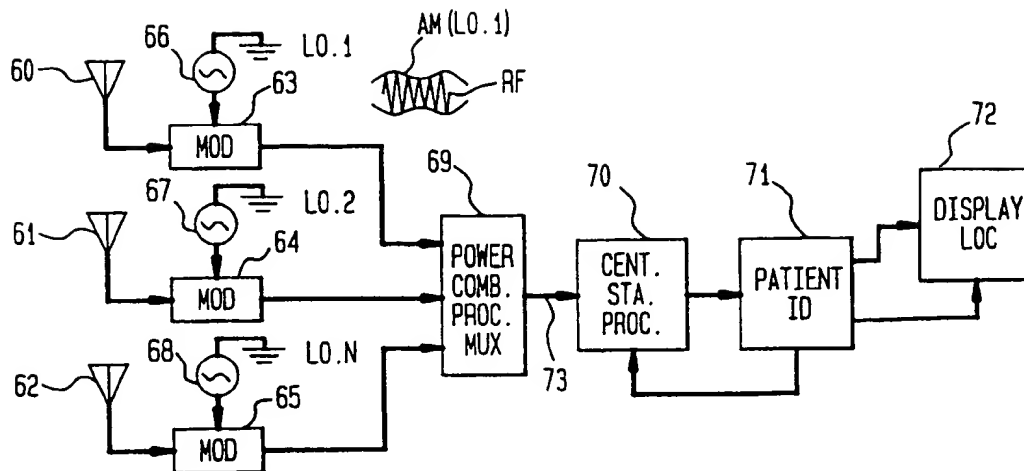 66
LO.1
AM (LO.1)
60
63
RF
MOD
67
LO.2
69
70
71
72
61
64
MOD
POWER
COMB.
PROC.
MUX
CENT.
STA.
PROC.
PATIENT
ID
DISPLAY
LOC
73
68
LO.N
62
65
MOD